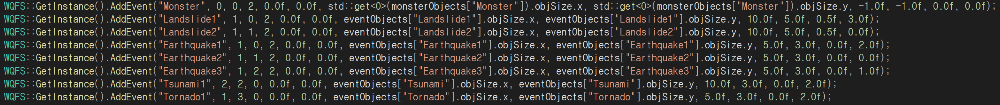 WQFS::GetInstance().AddEvent("Monster", 0, 0, 2, 0.0f, 0.0f, std::get<0>(monsterObjects["Monster"]).objSize.x, std::get<0>(monsterObjects["Monster"]).objSize.y, -1.0f, -1.0f, 0.0f, 0.0f);
WQFS::GetInstance().AddEvent("Landslide1", 1, 0, 2, 0.0f, 0.0f, eventObjects["Landslide1"].objSize.x, eventObjects["Landslide1"].objSize.y, 10.0f, 5.0f, 0.5f, 3.0f);
WQFS::GetInstance().AddEvent("Landslide2", 1, 1, 2, 0.0f, 0.0f, eventObjects["Landslide2"].objSize.x, eventObjects["Landslide2"].objSize.y, 10.0f, 5.0f, 0.5f, 0.0f);
WQFS::GetInstance().AddEvent("Earthquake1", 1, 0, 2, 0.0f, 0.0f, eventObjects["Earthquake1"].objSize.x, eventObjects["Earthquake1"].objSize.y, 5.0f, 3.0f, 0.0f, 2.0f);
WQFS::GetInstance().AddEvent("Earthquake2", 1, 1, 2, 0.0f, 0.0f, eventObjects["Earthquake2"].objSize.x, eventObjects["Earthquake2"].objSize.y, 5.0f, 3.0f, 0.0f, 0.0f);
WQFS::GetInstance().AddEvent("Earthquake3", 1, 2, 2, 0.0f, 0.0f, eventObjects["Earthquake3"].objSize.x, eventObjects["Earthquake3"].objSize.y, 5.0f, 3.0f, 0.0f, 1.0f);
WQFS::GetInstance().AddEvent("Tsunami1", 2, 2, 0, 0.0f, 0.0f, eventObjects["Tsunami"].objSize.x, eventObjects["Tsunami"].objSize.y, 10.0f, 3.0f, 0.0f, 2.0f);
WQFS::GetInstance().AddEvent("Tornado1", 1, 3, 0, 0.0f, 0.0f, eventObjects["Tornado"].objSize.x, eventObjects["Tornado"].objSize.y, 5.0f, 3.0f, 0.0f, 2.0f);